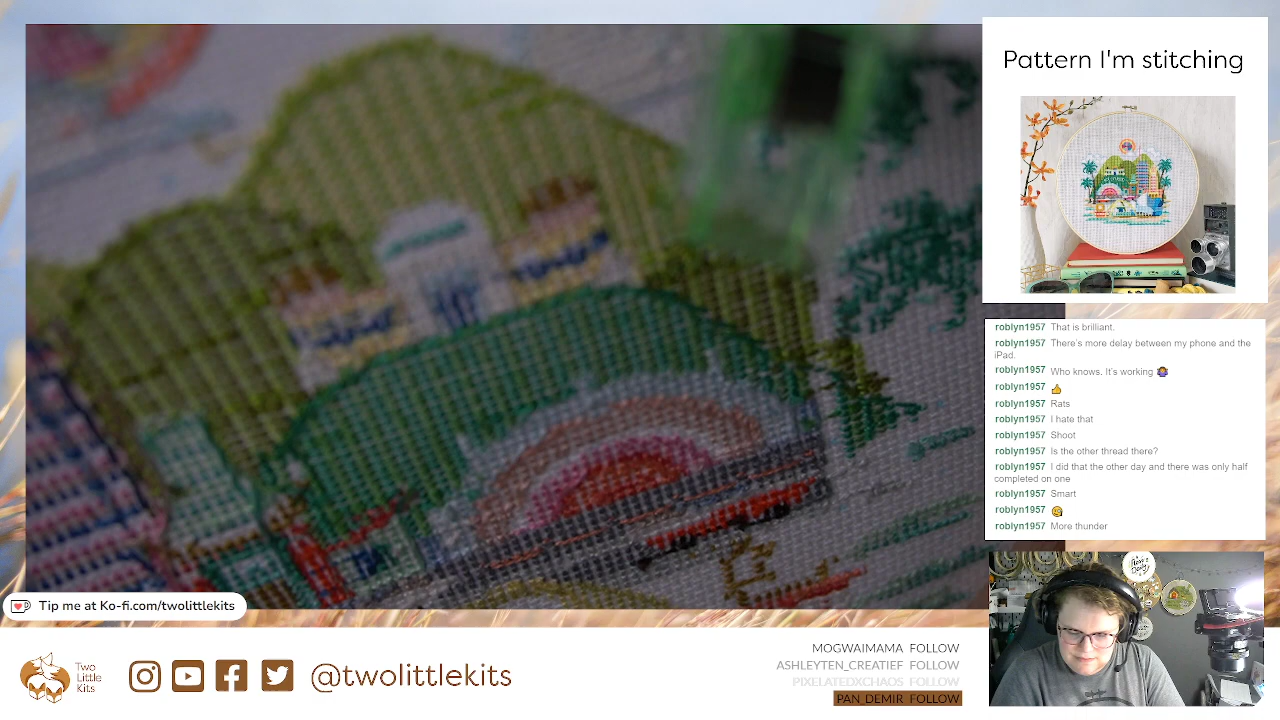 Pattern I'm stitching
roblyn1957 That is brilliant.
roblyn1957 There's more delay between my phone and the
iPad.
roblyn1957 Who knows. It's working 🤷‍♀️
roblyn1957 👍
roblyn1957 Rats
roblyn1957 I hate that
roblyn1957 Shoot
roblyn1957 Is the other thread there?
roblyn1957 I did that the other day and there was only half
completed on one
roblyn1957 Smart
roblyn1957
roblyn1957 More thunder
Tip me at Ko-fi.com/twolittlekits
Two
Little
Kits
@twolittlekits
MOGWAIMAMA FOLLOW
ASHLEYTEN_CREATIEF FOLLOW
PIXELATEDXCHAOS FOLLOW
PAN_DEMIR FOLLOW